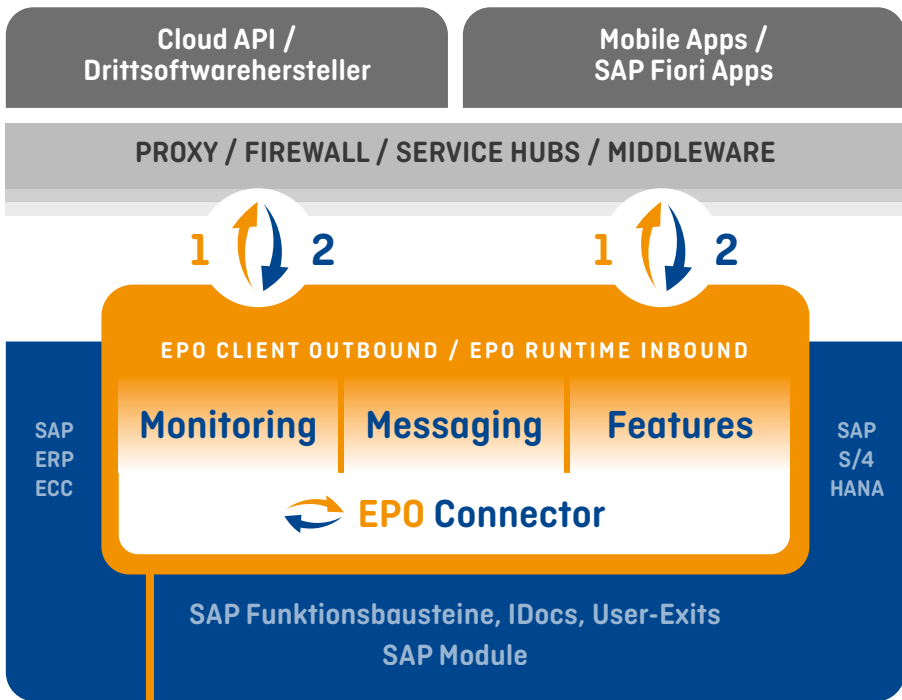 Cloud API /
Drittsoftwarehersteller
Mobile Apps /
SAP Fiori Apps
PROXY / FIREWALL / SERVICE HUBS / MIDDLEWARE
1 2
1 2
EPO CLIENT OUTBOUND / EPO RUNTIME INBOUND
Monitoring
Messaging
Features
SAP
ERP
ECC
SAP
S/4
HANA
EPO Connector
SAP Funktionsbausteine, IDocs, User-Exits
SAP Module